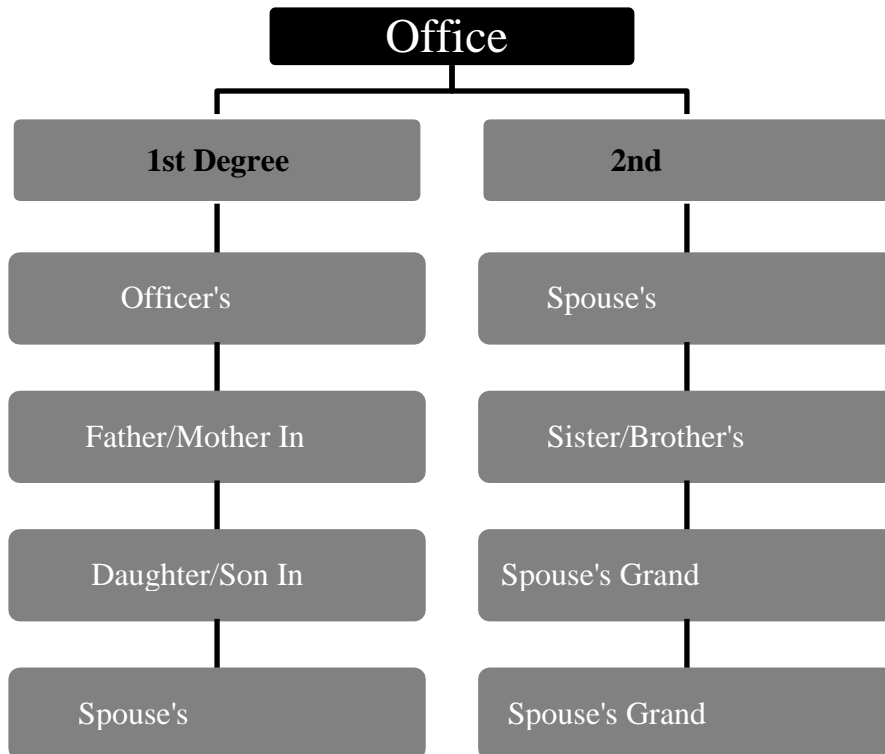 Office
1st Degree
2nd
Officer's
Spouse's
Father/Mother In
Sister/Brother's
Daughter/Son In
Spouse's Grand
Spouse's
Spouse's Grand